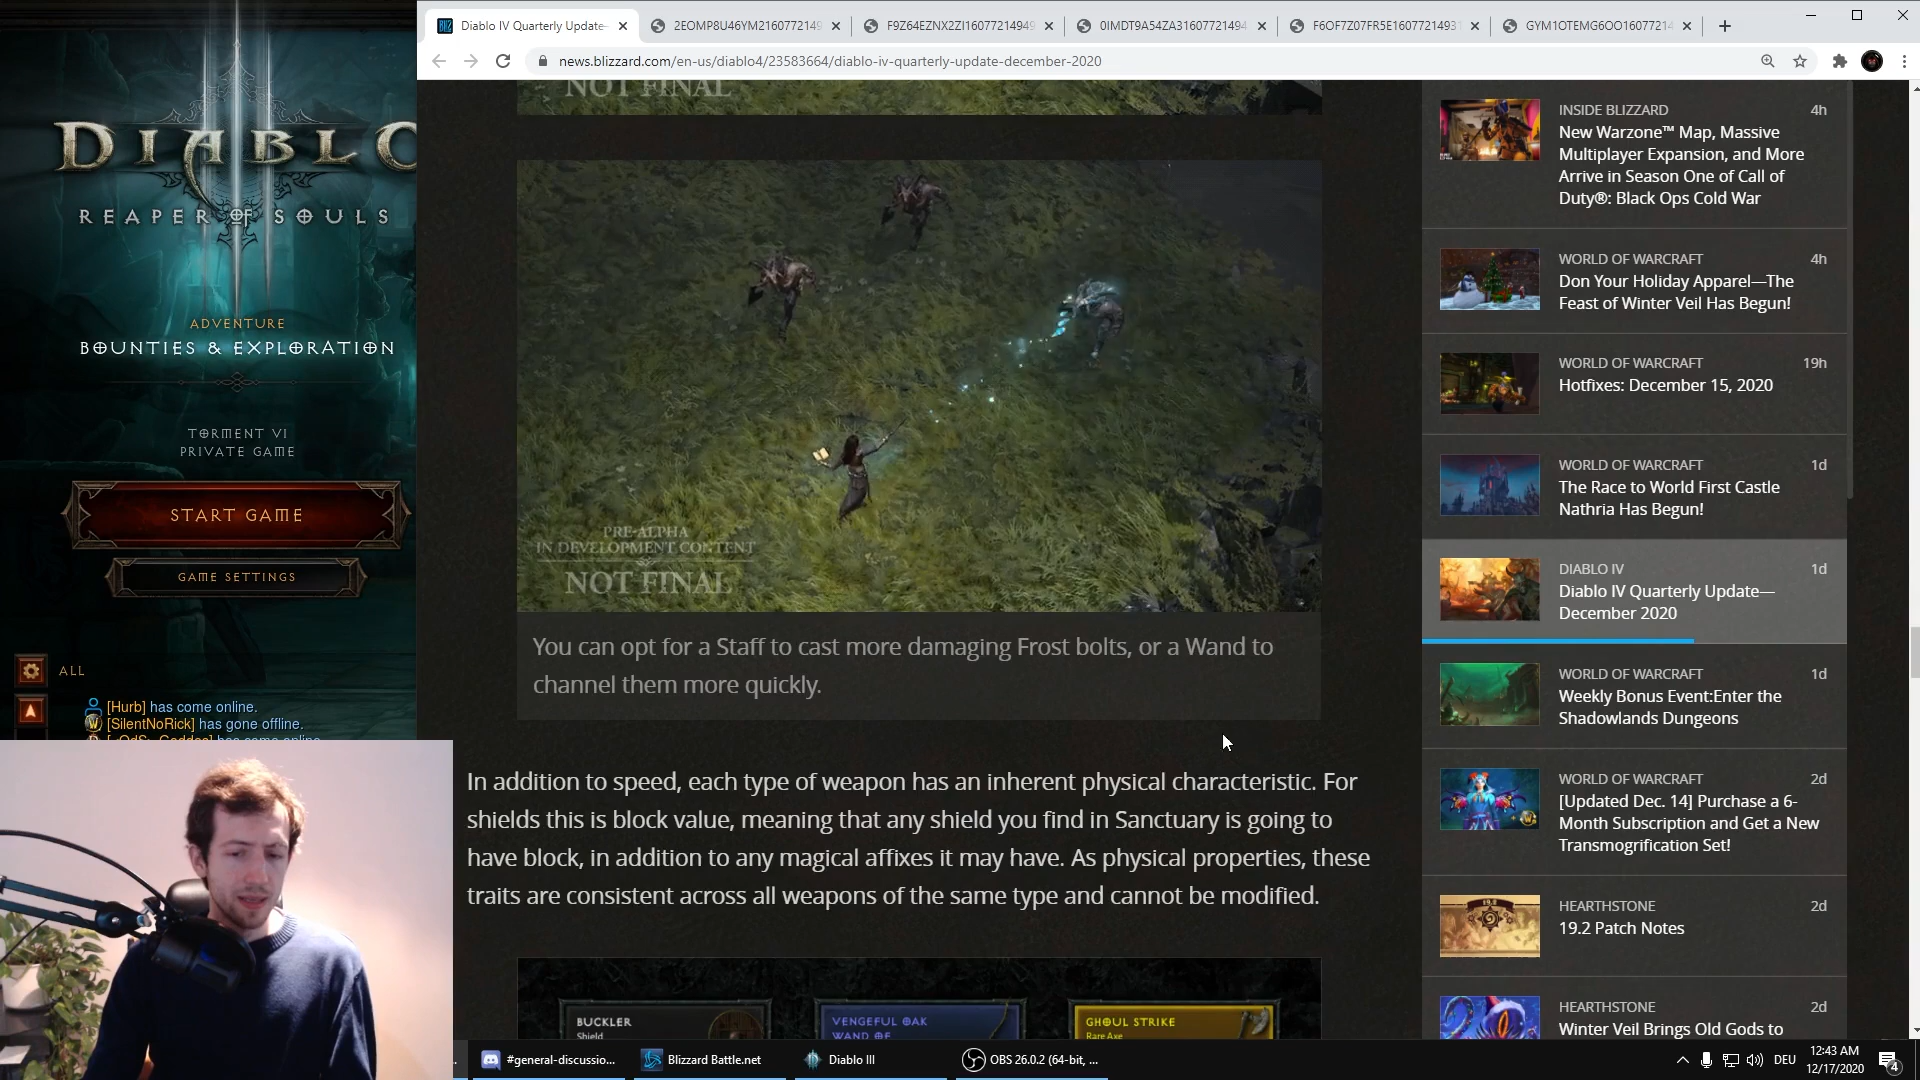 Diablo IV Quarterly Update-
2EOMP8U46YM2160772149
F9Z64EZNX2ZI16077214949
0IMDT9A54ZA31607721494
F6OF7Z07FR5E1607721493
GYM1OTEMG6OO16077214
news.blizzard.com/en-us/diablo4/23583664/diablo-iv-quarterly-update-december-2020
DIABLO
REAPER OF SOULS
ADVENTURE
BOUNTIES & EXPLORATION
TORMENT VI
PRIVATE GAME
START GAME
GAME SETTINGS
ALL
[Hurb] has come online.
[SilentNoRick] has gone offline.
NOT FINAL
PRE-ALPHA
IN DEVELOPMENT CONTENT
NOT FINAL
You can opt for a Staff to cast more damaging Frost bolts, or a Wand to
channel them more quickly.
In addition to speed, each type of weapon has an inherent physical characteristic. For
shields this is block value, meaning that any shield you find in Sanctuary is going to
have block, in addition to any magical affixes it may have. As physical properties, these
traits are consistent across all weapons of the same type and cannot be modified.
BUCKLER
Shield
VENGEFUL OAK
WAND OF
GHOUL STRIKE
Rare Axe
INSIDE BLIZZARD 4h
New Warzone™ Map, Massive
Multiplayer Expansion, and More
Arrive in Season One of Call of
Duty®: Black Ops Cold War
WORLD OF WARCRAFT 4h
Don Your Holiday Apparel—The
Feast of Winter Veil Has Begun!
WORLD OF WARCRAFT 19h
Hotfixes: December 15, 2020
WORLD OF WARCRAFT 1d
The Race to World First Castle
Nathria Has Begun!
DIABLO IV 1d
Diablo IV Quarterly Update—
December 2020
WORLD OF WARCRAFT 1d
Weekly Bonus Event:Enter the
Shadowlands Dungeons
WORLD OF WARCRAFT 2d
[Updated Dec. 14] Purchase a 6-
Month Subscription and Get a New
Transmogrification Set!
HEARTHSTONE 2d
19.2 Patch Notes
HEARTHSTONE 2d
Winter Veil Brings Old Gods to
#general-discussio...
Blizzard Battle.net
Diablo III
OBS 26.0.2 (64-bit, ...
DEU
12:43 AM
12/17/2020
4